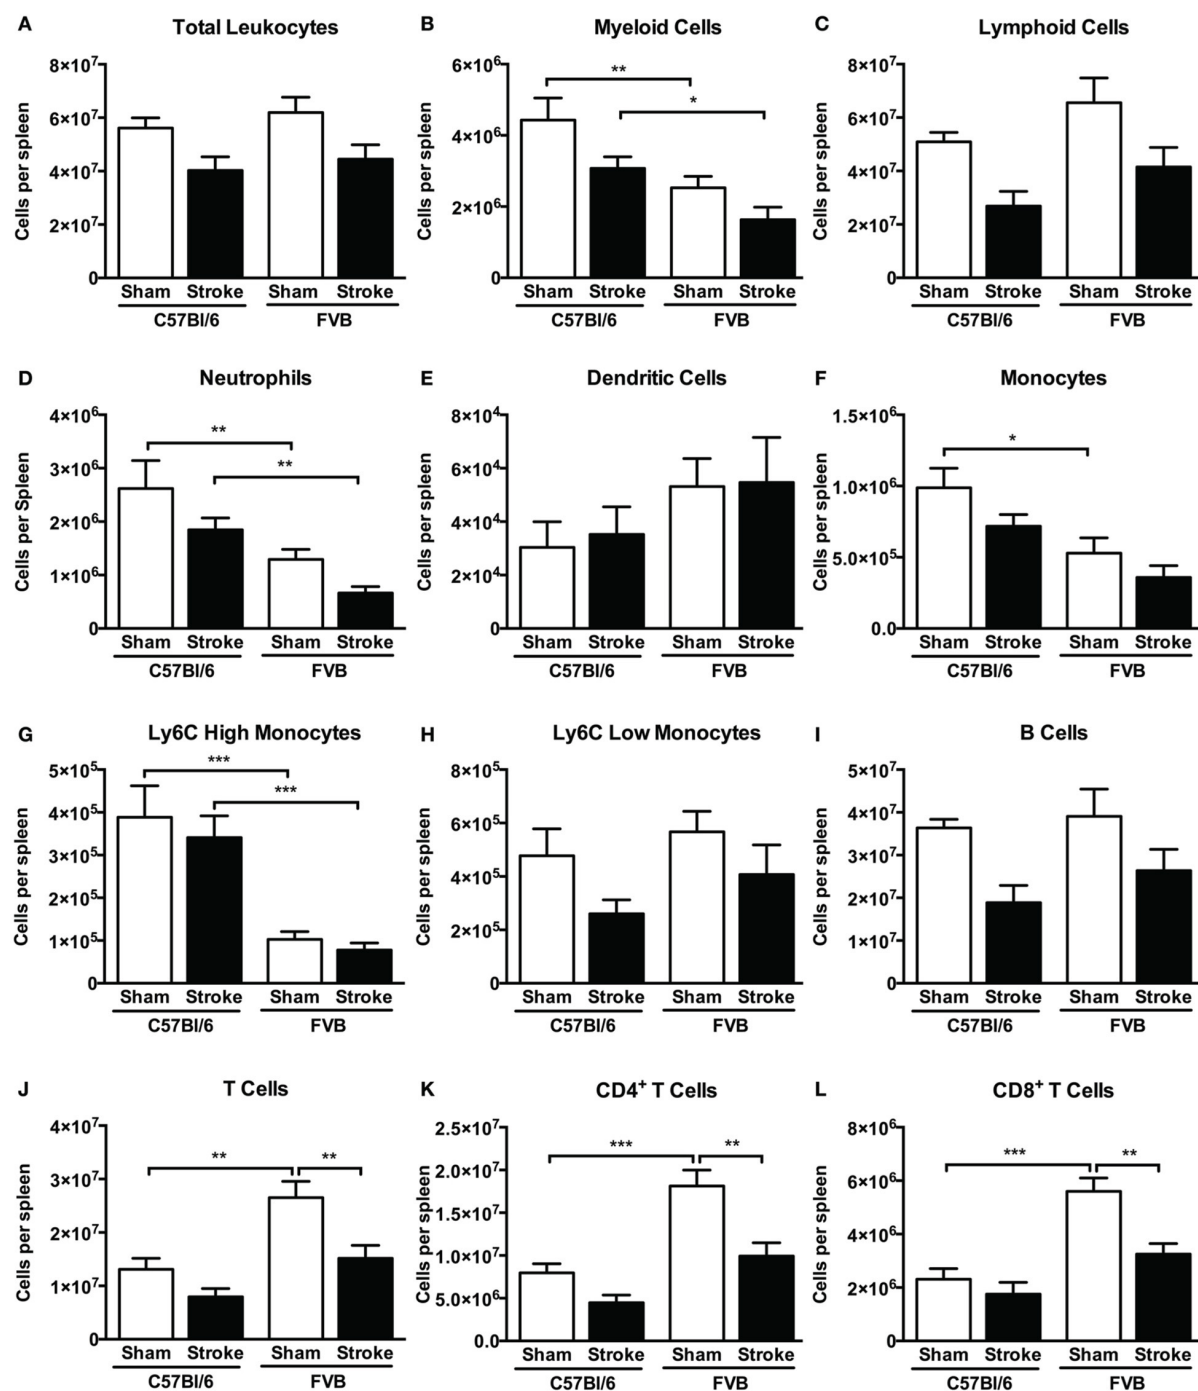 A Total Leukocytes
Cells per spleen
8×10⁷
6×10⁷
4×10⁷
2×10⁷
0
Sham Stroke Sham Stroke
C57Bl/6 FVB
B Myeloid Cells
Cells per spleen
6×10⁶
4×10⁶
2×10⁶
0
**
*
Sham Stroke Sham Stroke
C57Bl/6 FVB
C Lymphoid Cells
Cells per spleen
8×10⁷
6×10⁷
4×10⁷
2×10⁷
0
Sham Stroke Sham Stroke
C57Bl/6 FVB
D Neutrophils
Cells per Spleen
4×10⁶
3×10⁶
2×10⁶
1×10⁶
0
**
**
Sham Stroke Sham Stroke
C57Bl/6 FVB
E Dendritic Cells
Cells per spleen
8×10⁴
6×10⁴
4×10⁴
2×10⁴
0
Sham Stroke Sham Stroke
C57Bl/6 FVB
F Monocytes
Cells per spleen
1.5×10⁶
1.0×10⁶
5.0×10⁵
0.0
*
Sham Stroke Sham Stroke
C57Bl/6 FVB
G Ly6C High Monocytes
Cells per spleen
5×10⁵
4×10⁵
3×10⁵
2×10⁵
1×10⁵
0
***
***
Sham Stroke Sham Stroke
C57Bl/6 FVB
H Ly6C Low Monocytes
Cells per spleen
8×10⁵
6×10⁵
4×10⁵
2×10⁵
0
Sham Stroke Sham Stroke
C57Bl/6 FVB
I B Cells
Cells per spleen
5×10⁷
4×10⁷
3×10⁷
2×10⁷
1×10⁷
0
Sham Stroke Sham Stroke
C57Bl/6 FVB
J T Cells
Cells per spleen
4×10⁷
3×10⁷
2×10⁷
1×10⁷
0
**
**
Sham Stroke Sham Stroke
C57Bl/6 FVB
K CD4⁺ T Cells
Cells per spleen
2.5×10⁷
2.0×10⁷
1.5×10⁷
1.0×10⁷
5.0×10⁶
0.0
***
**
Sham Stroke Sham Stroke
C57Bl/6 FVB
L CD8⁺ T Cells
Cells per spleen
8×10⁶
6×10⁶
4×10⁶
2×10⁶
0
***
**
Sham Stroke Sham Stroke
C57Bl/6 FVB